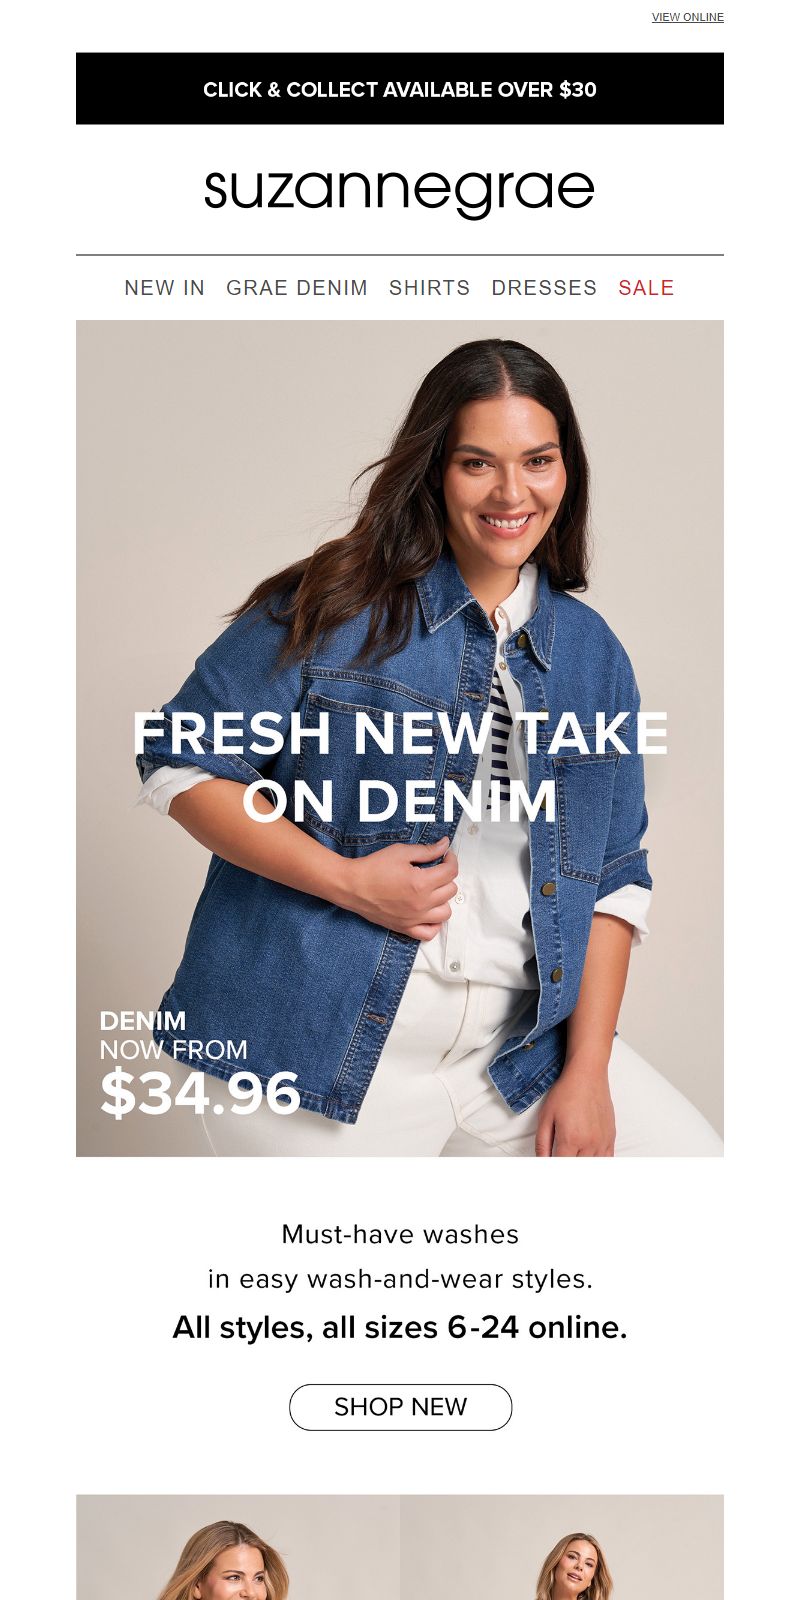 VIEW ONLINE
CLICK & COLLECT AVAILABLE OVER $30
suzannegrae
NEW IN GRAE DENIM SHIRTS DRESSES SALE
FRESH NEW TAKE
ON DENIM
DENIM
NOW FROM
$34.96
Must-have washes
in easy wash-and-wear styles.
All styles, all sizes 6-24 online.
SHOP NEW